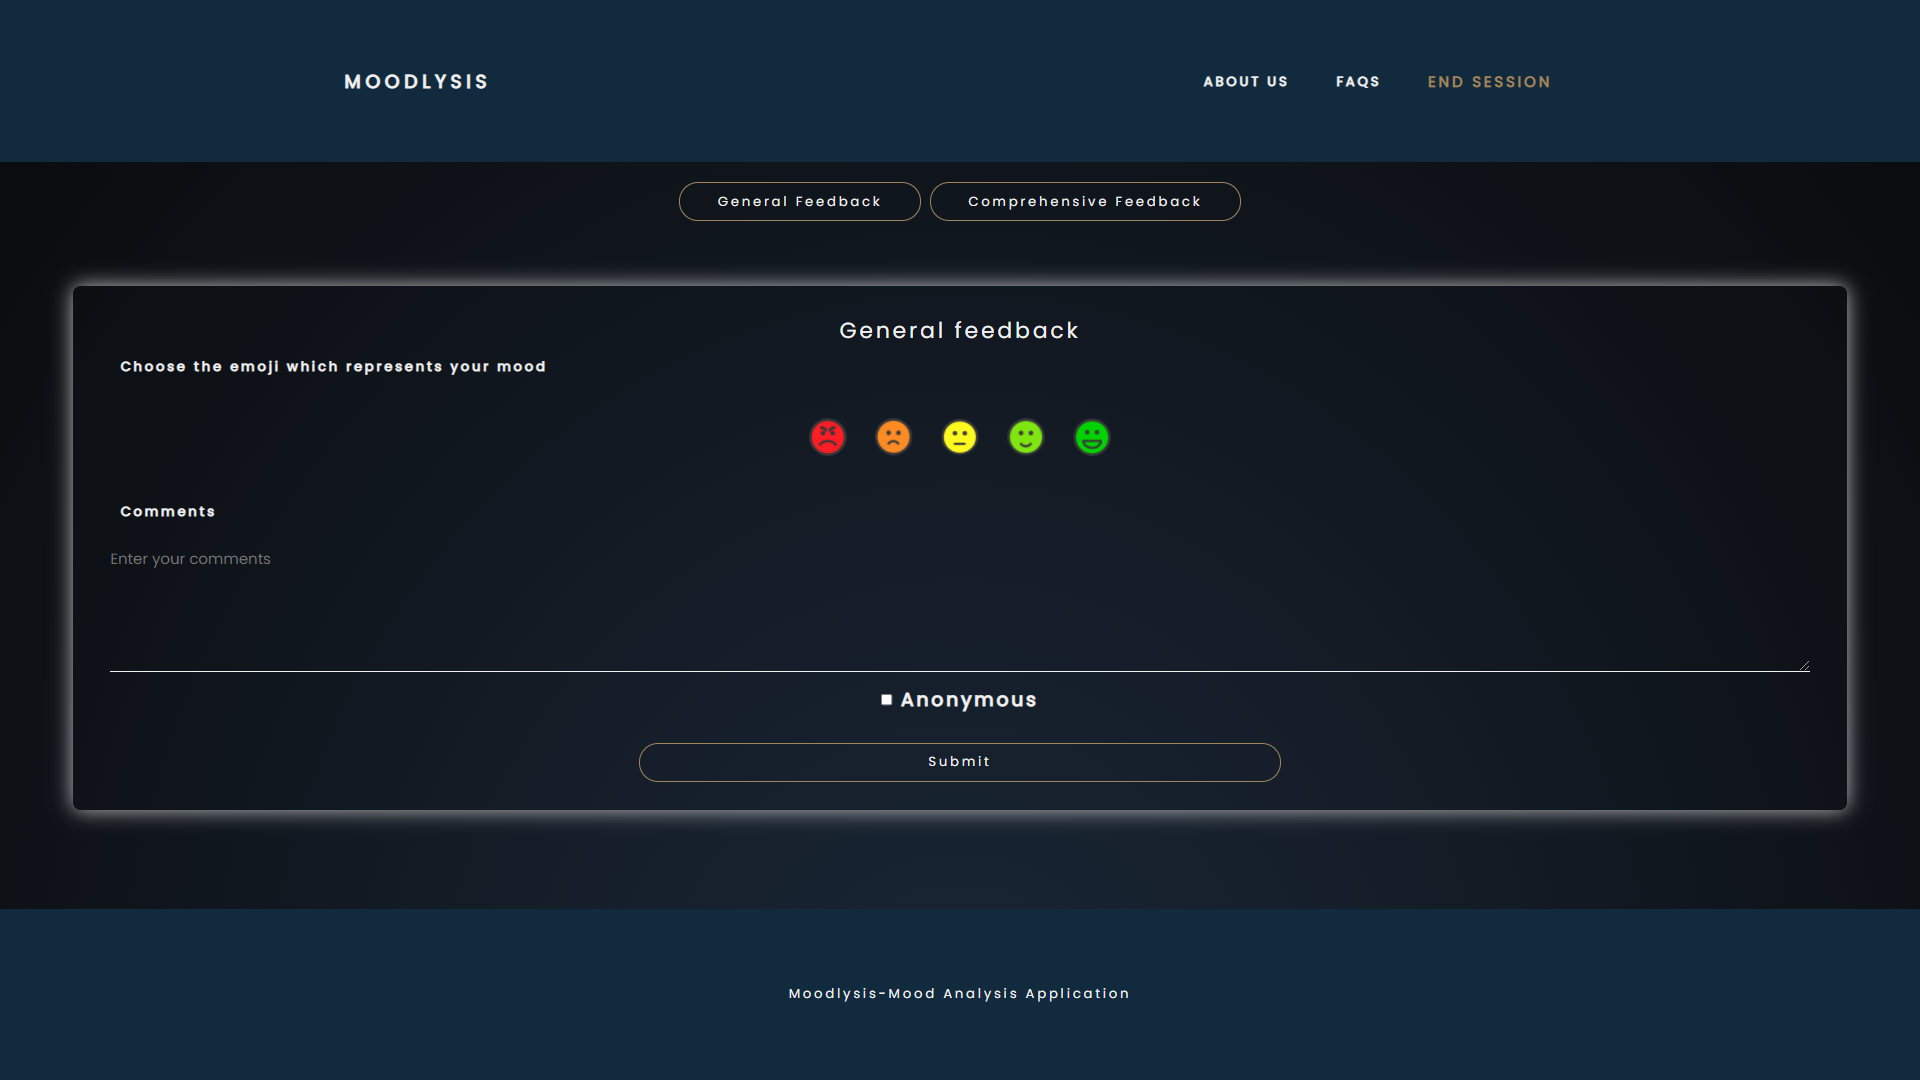 MOODLYSIS
ABOUT US
FAQS
END SESSION
General Feedback
Comprehensive Feedback
General feedback
Choose the emoji which represents your mood
Comments
Enter your comments
Anonymous
Submit
Moodlysis-Mood Analysis Application